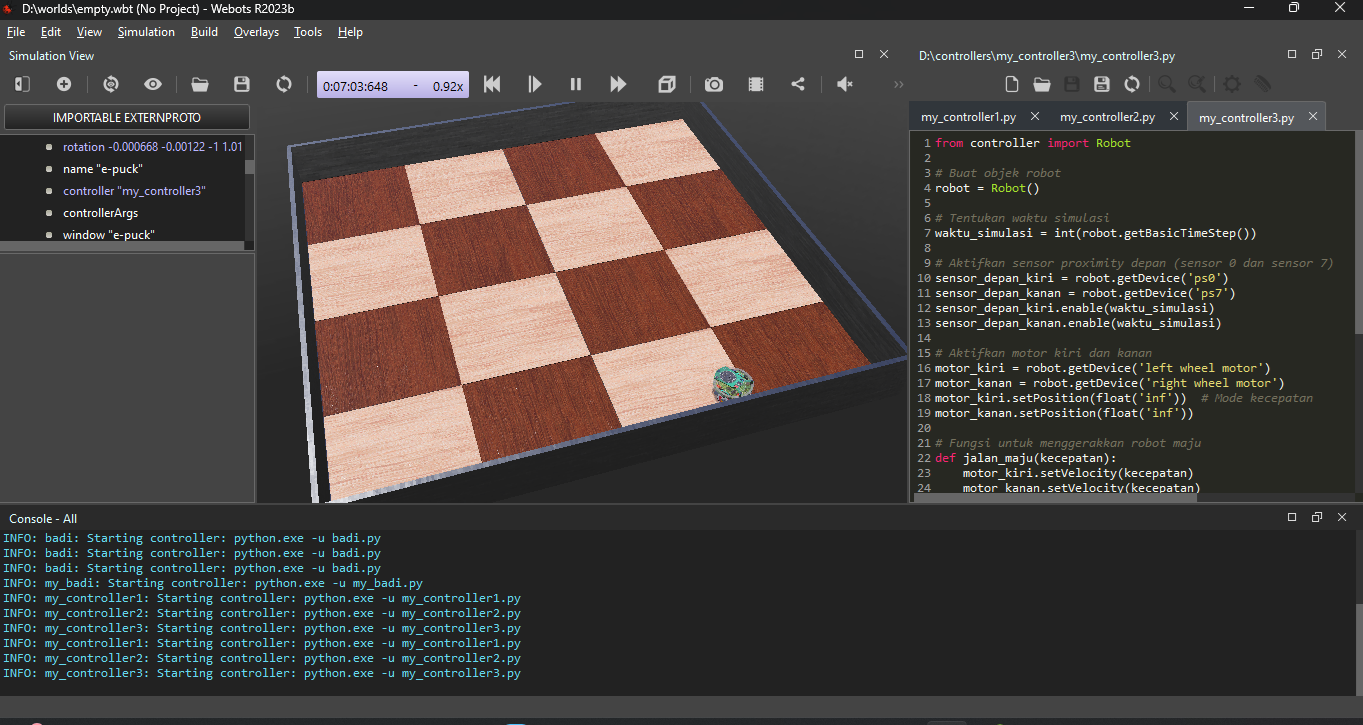 D:\worlds\empty.wbt (No Project) - Webots R2023b
File Edit View Simulation Build Overlays Tools Help
Simulation View
0:07:03:648 - 0.92x
IMPORTABLE EXTERNPROTO
rotation -0.000668 -0.00122 -1 1.01
name "e-puck"
controller "my_controller3"
controllerArgs
window "e-puck"
D:\controllers\my_controller3\my_controller3.py
my_controller1.py my_controller2.py my_controller3.py
1 from controller import Robot
2
3 # Buat objek robot
4 robot = Robot()
5
6 # Tentukan waktu simulasi
7 waktu_simulasi = int(robot.getBasicTimeStep())
8
9 # Aktifkan sensor proximity depan (sensor 0 dan sensor 7)
10 sensor_depan_kiri = robot.getDevice('ps0')
11 sensor_depan_kanan = robot.getDevice('ps7')
12 sensor_depan_kiri.enable(waktu_simulasi)
13 sensor_depan_kanan.enable(waktu_simulasi)
14
15 # Aktifkan motor kiri dan kanan
16 motor_kiri = robot.getDevice('left wheel motor')
17 motor_kanan = robot.getDevice('right wheel motor')
18 motor_kiri.setPosition(float('inf')) # Mode kecepatan
19 motor_kanan.setPosition(float('inf'))
20
21 # Fungsi untuk menggerakkan robot maju
22 def jalan_maju(kecepatan):
23 motor_kiri.setVelocity(kecepatan)
24 motor_kanan.setVelocity(kecepatan)
Console - All
INFO: badi: Starting controller: python.exe -u badi.py
INFO: badi: Starting controller: python.exe -u badi.py
INFO: badi: Starting controller: python.exe -u badi.py
INFO: my_badi: Starting controller: python.exe -u my_badi.py
INFO: my_controller1: Starting controller: python.exe -u my_controller1.py
INFO: my_controller2: Starting controller: python.exe -u my_controller2.py
INFO: my_controller3: Starting controller: python.exe -u my_controller3.py
INFO: my_controller1: Starting controller: python.exe -u my_controller1.py
INFO: my_controller2: Starting controller: python.exe -u my_controller2.py
INFO: my_controller3: Starting controller: python.exe -u my_controller3.py